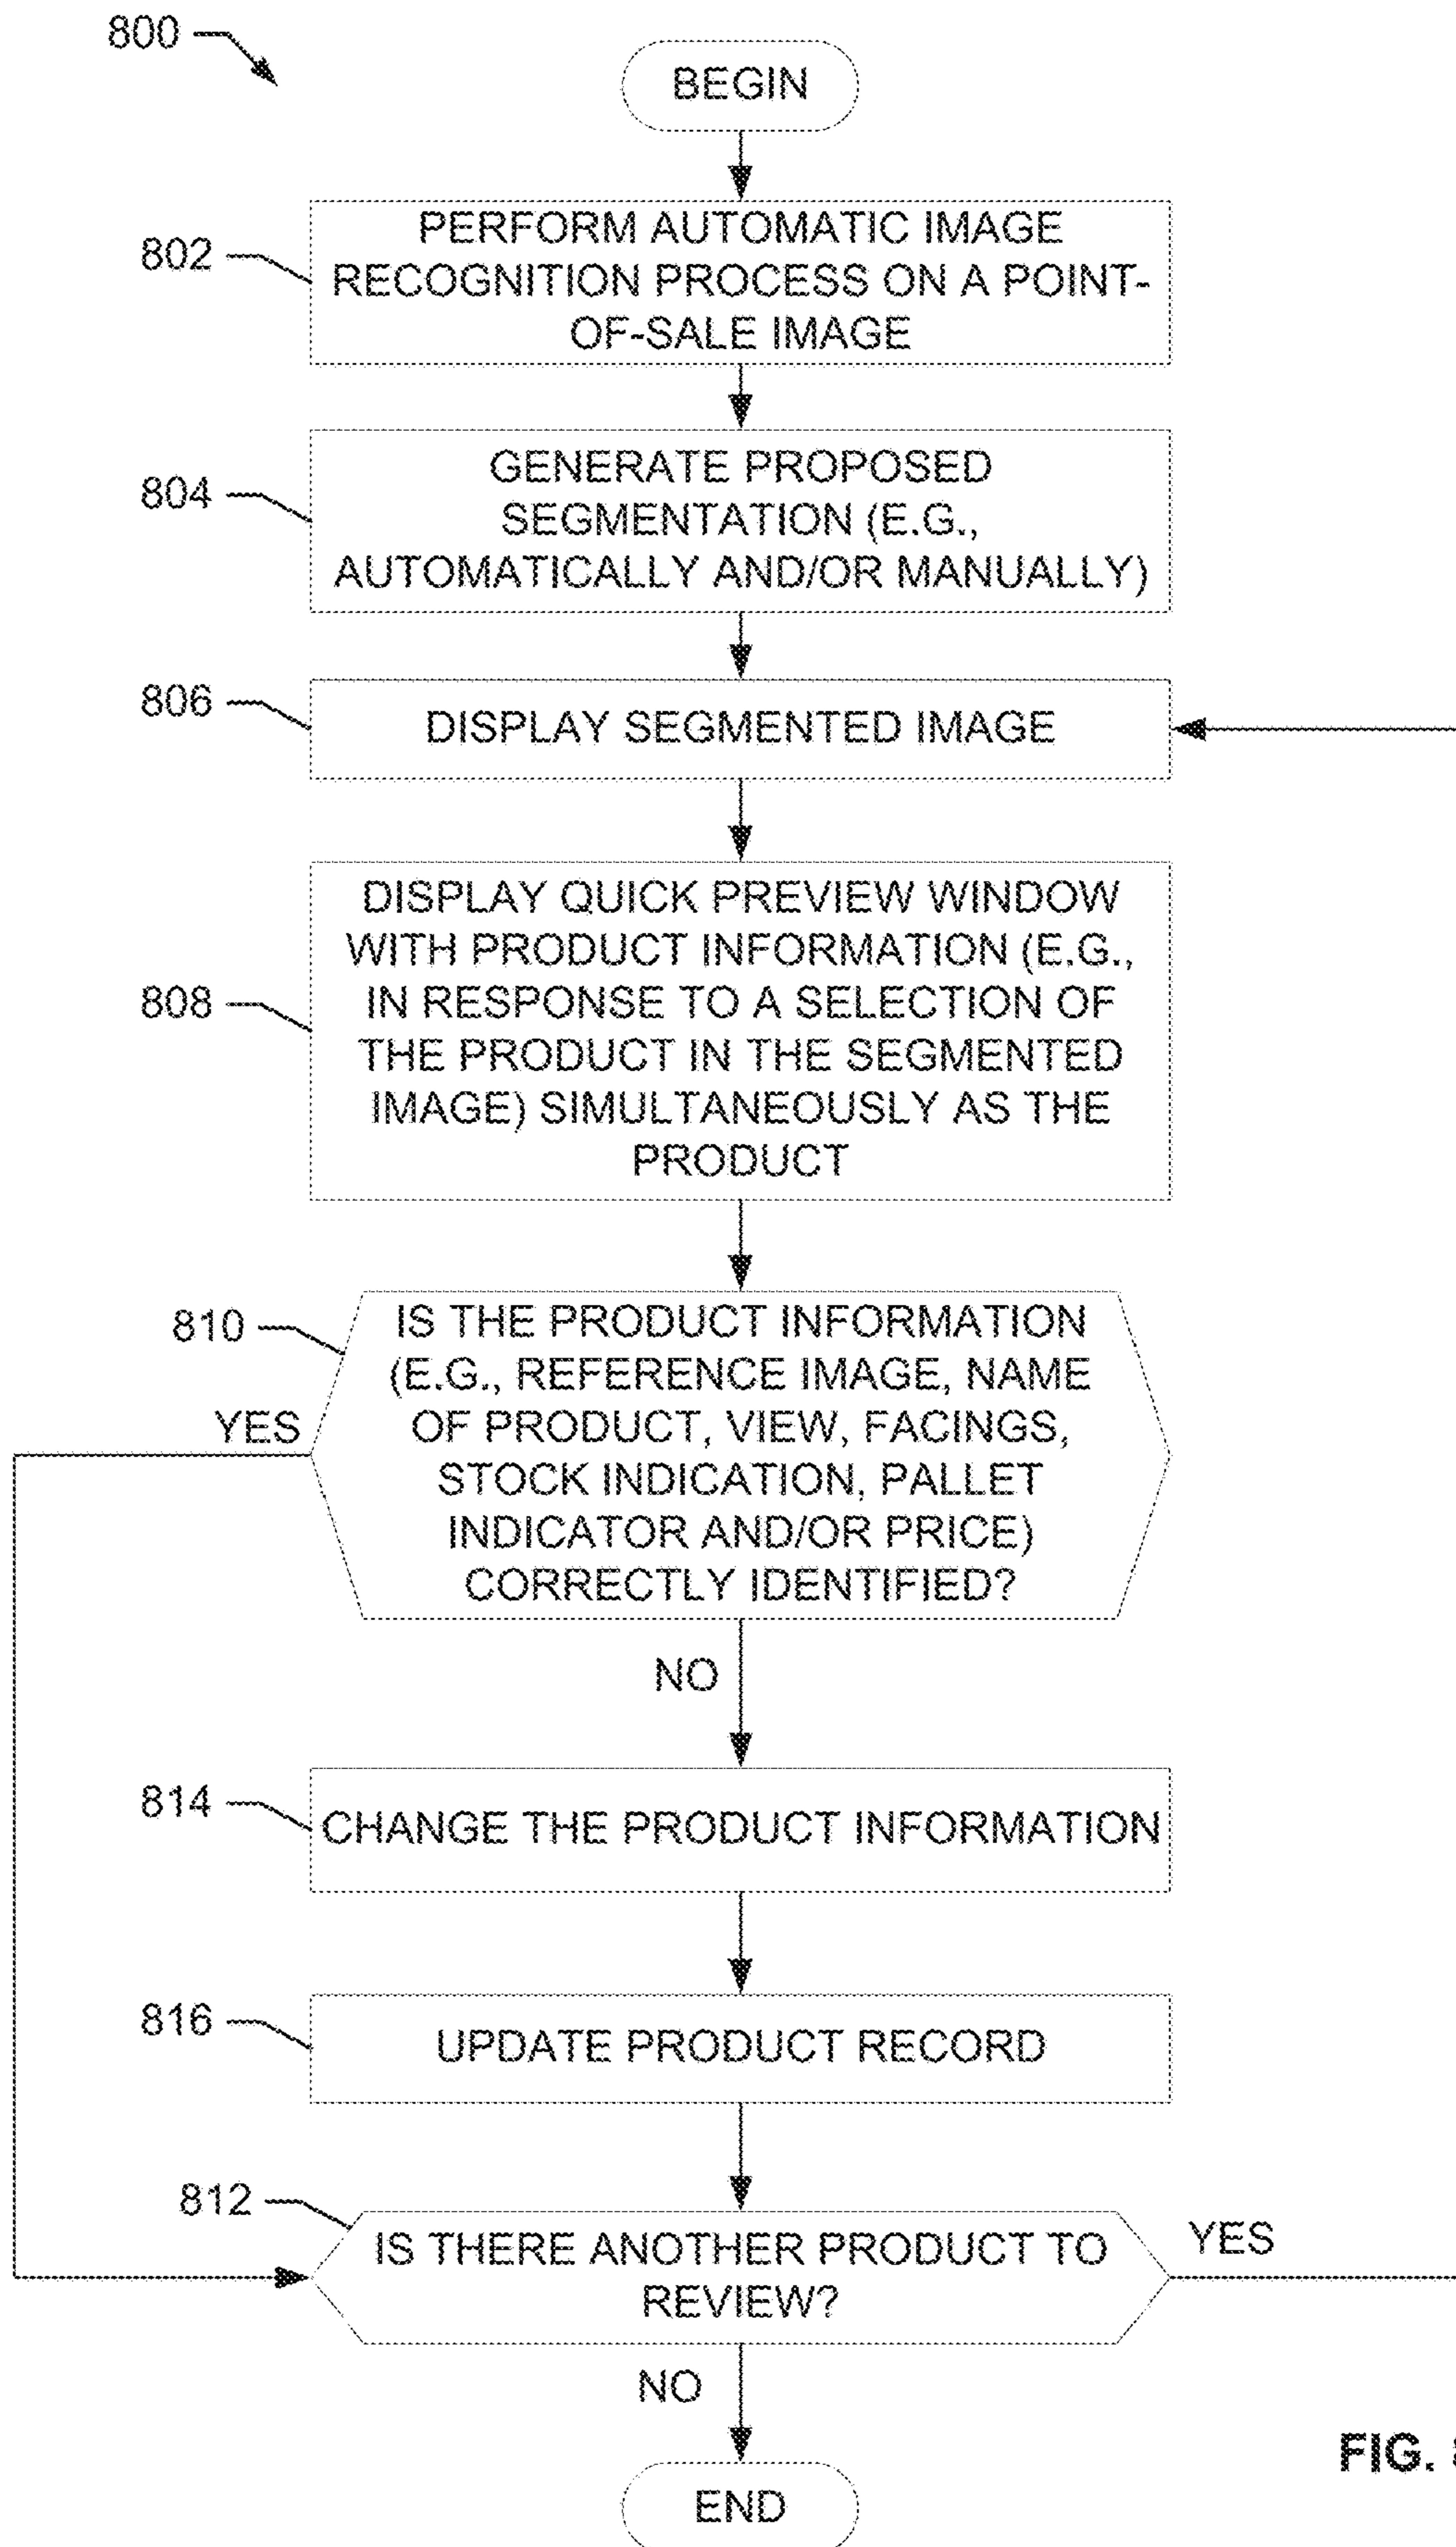 800
BEGIN
802
PERFORM AUTOMATIC IMAGE
RECOGNITION PROCESS ON A POINT-
OF-SALE IMAGE
804
GENERATE PROPOSED
SEGMENTATION (E.G.,
AUTOMATICALLY AND/OR MANUALLY)
806
DISPLAY SEGMENTED IMAGE
808
DISPLAY QUICK PREVIEW WINDOW
WITH PRODUCT INFORMATION (E.G.,
IN RESPONSE TO A SELECTION OF
THE PRODUCT IN THE SEGMENTED
IMAGE) SIMULTANEOUSLY AS THE
PRODUCT
810
IS THE PRODUCT INFORMATION
(E.G., REFERENCE IMAGE, NAME
OF PRODUCT, VIEW, FACINGS,
STOCK INDICATION, PALLET
INDICATOR AND/OR PRICE)
CORRECTLY IDENTIFIED?
YES
NO
814
CHANGE THE PRODUCT INFORMATION
816
UPDATE PRODUCT RECORD
812
IS THERE ANOTHER PRODUCT TO
REVIEW?
YES
NO
END
FIG. 8